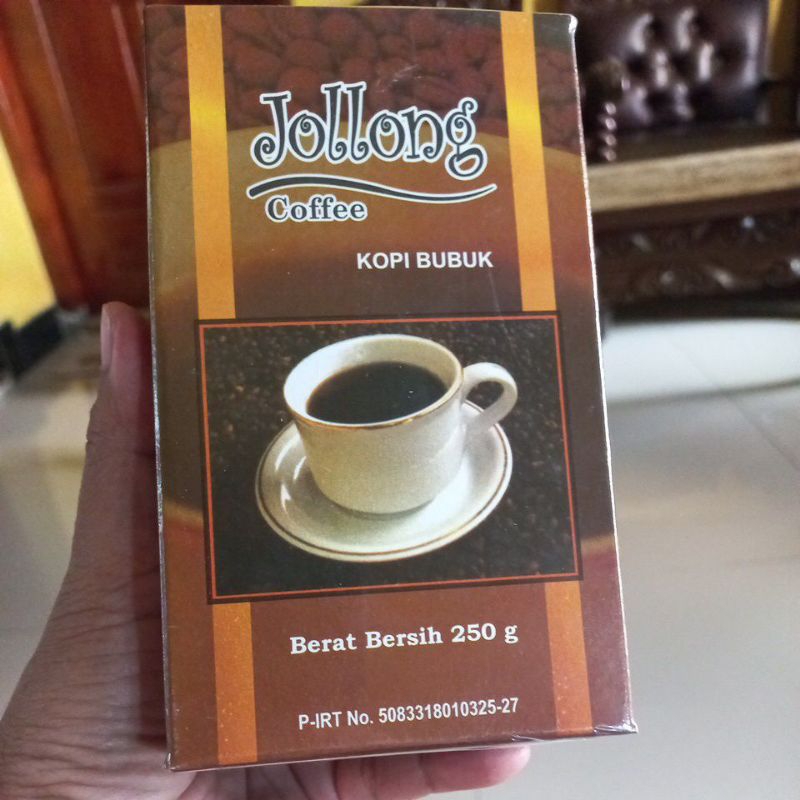 Jollong
Coffee
KOPI BUBUK
Berat Bersih 250 g
P-IRT No. 5083318010325-27